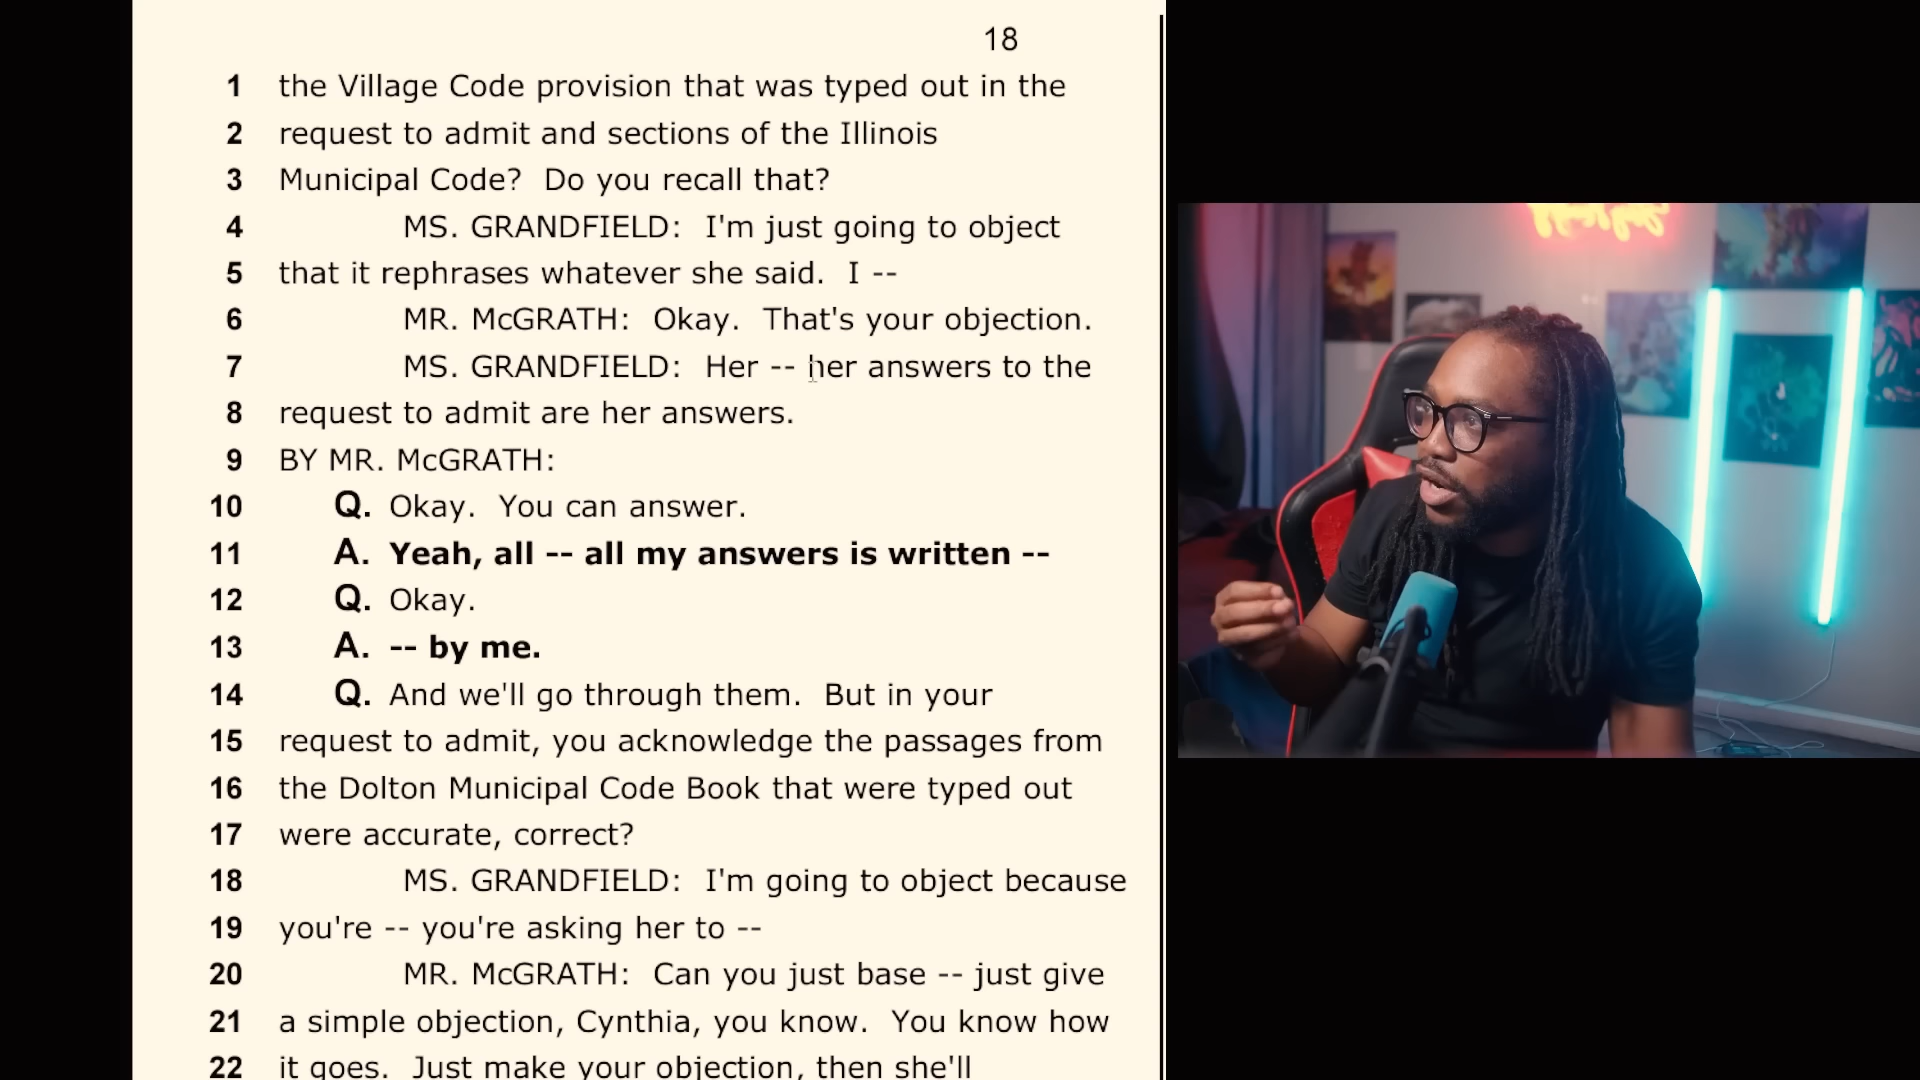 18
1 the Village Code provision that was typed out in the
2 request to admit and sections of the Illinois
3 Municipal Code? Do you recall that?
4 MS. GRANDFIELD: I'm just going to object
5 that it rephrases whatever she said. I --
6 MR. McGRATH: Okay. That's your objection.
7 MS. GRANDFIELD: Her -- her answers to the
8 request to admit are her answers.
9 BY MR. McGRATH:
10 Q. Okay. You can answer.
11 A. Yeah, all -- all my answers is written --
12 Q. Okay.
13 A. -- by me.
14 Q. And we'll go through them. But in your
15 request to admit, you acknowledge the passages from
16 the Dolton Municipal Code Book that were typed out
17 were accurate, correct?
18 MS. GRANDFIELD: I'm going to object because
19 you're -- you're asking her to --
20 MR. McGRATH: Can you just base -- just give
21 a simple objection, Cynthia, you know. You know how
22 it goes. Just make your objection, then she'll